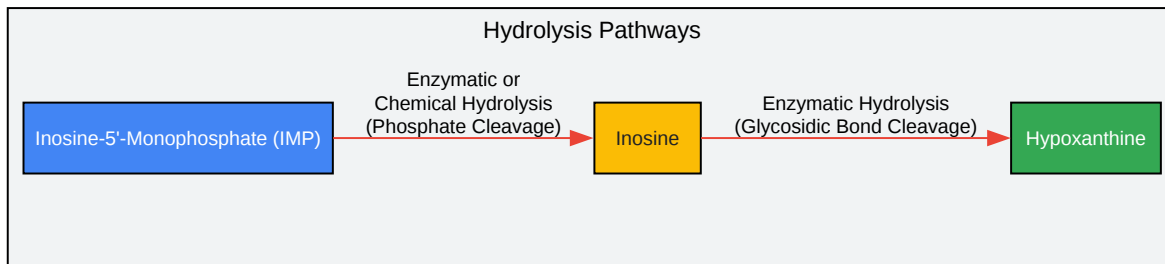 Hydrolysis Pathways
Inosine-5'-Monophosphate (IMP)
Enzymatic or
Chemical Hydrolysis
(Phosphate Cleavage)
Inosine
Enzymatic Hydrolysis
(Glycosidic Bond Cleavage)
Hypoxanthine